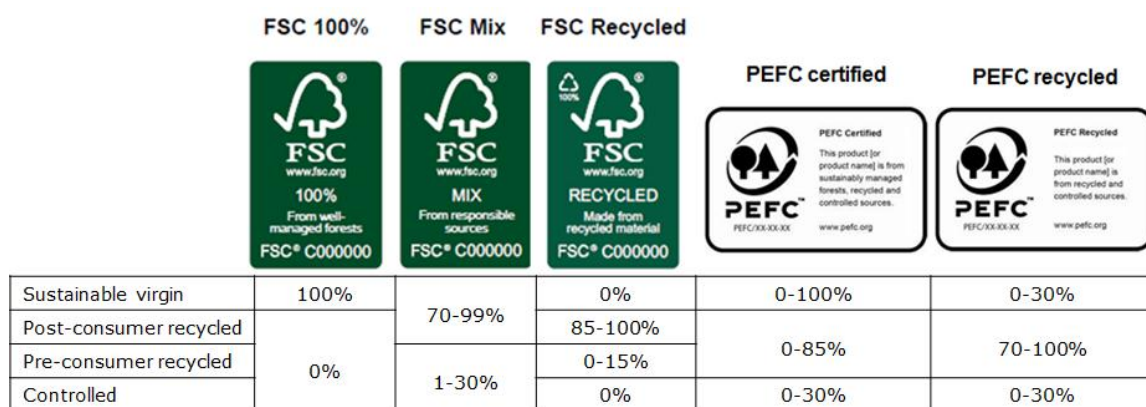 FSC 100%
FSC Mix
FSC Recycled
PEFC certified
PEFC recycled
FSC
www.fsc.org
100%
From well-
managed forests
FSC® C000000
FSC
www.fsc.org
MIX
From responsible
sources
FSC® C000000
100%
FSC
www.fsc.org
RECYCLED
Made from
recycled material
FSC® C000000
PEFC™
PEFC/XX-XX-XX
PEFC Certified
This product [or
product name] is from
sustainably managed
forests, recycled and
controlled sources.
www.pefc.org
PEFC™
PEFC/XX-XX-XX
PEFC Recycled
This product [or
product name] is
from recycled and
controlled sources.
www.pefc.org
Sustainable virgin 100% 70-99% 0% 0-100% 0-30%
Post-consumer recycled 0% 85-100% 0-85% 70-100%
Pre-consumer recycled 1-30% 0-15%
Controlled 0% 0-30% 0-30%